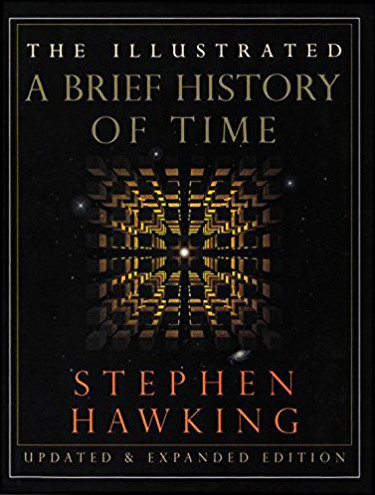 THE ILLUSTRATED
A BRIEF HISTORY
OF TIME
STEPHEN
HAWKING
UPDATED & EXPANDED EDITION